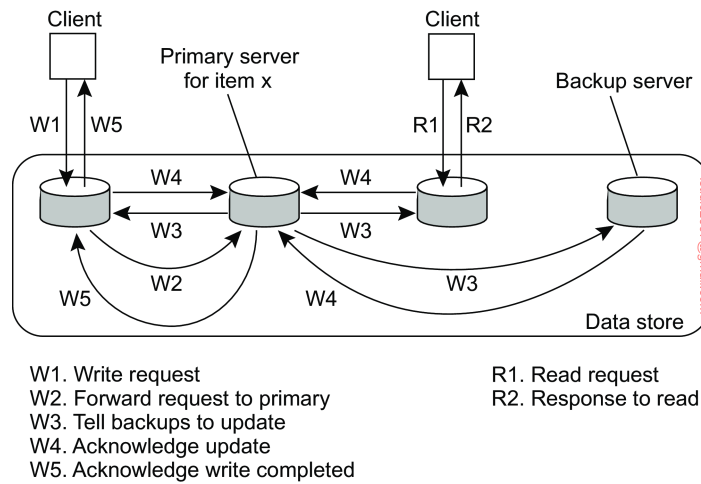 Client
Client
Primary server
for item x
Backup server
W1
W5
R1
R2
W4
W4
W3
W3
W5
W2
W4
W3
Data store
W1. Write request
W2. Forward request to primary
W3. Tell backups to update
W4. Acknowledge update
W5. Acknowledge write completed
R1. Read request
R2. Response to read